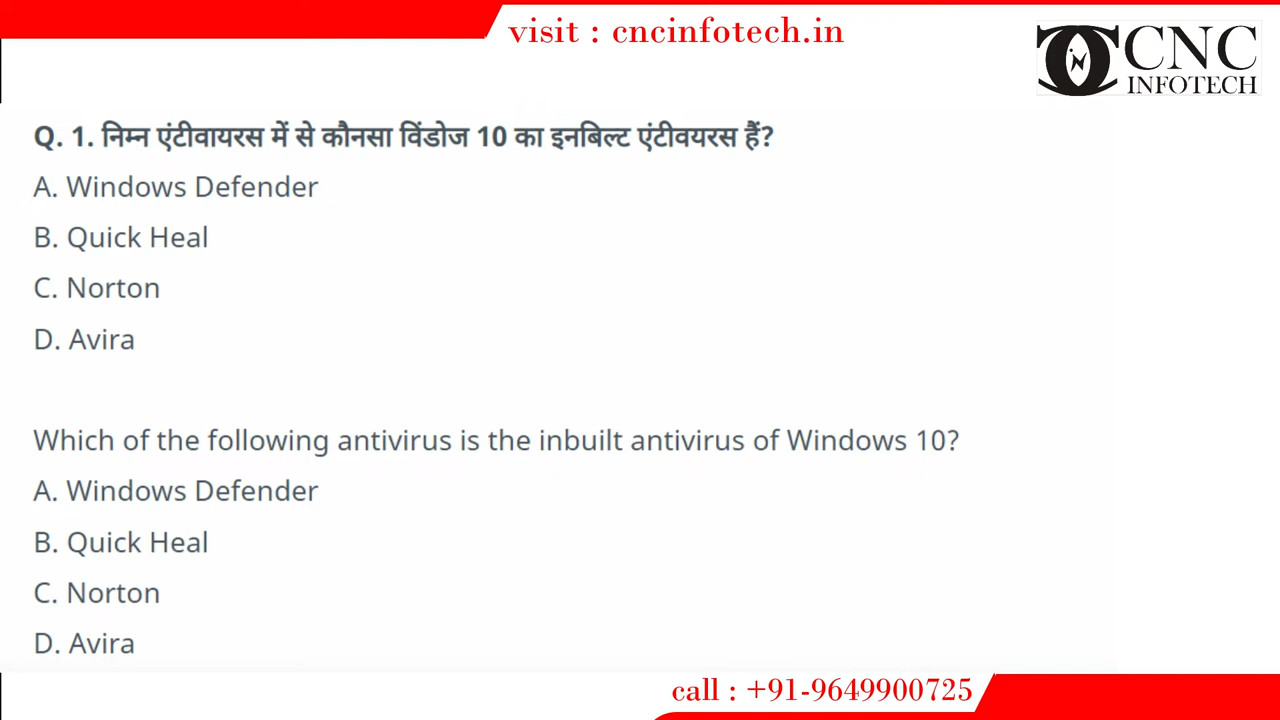 visit : cncinfotech.in
CNC
INFOTECH
Q. 1. निम्न एंटीवायरस में से कौनसा विंडोज 10 का इनबिल्ट एंटीवयरस हैं?
A. Windows Defender
B. Quick Heal
C. Norton
D. Avira
Which of the following antivirus is the inbuilt antivirus of Windows 10?
A. Windows Defender
B. Quick Heal
C. Norton
D. Avira
call : +91-9649900725